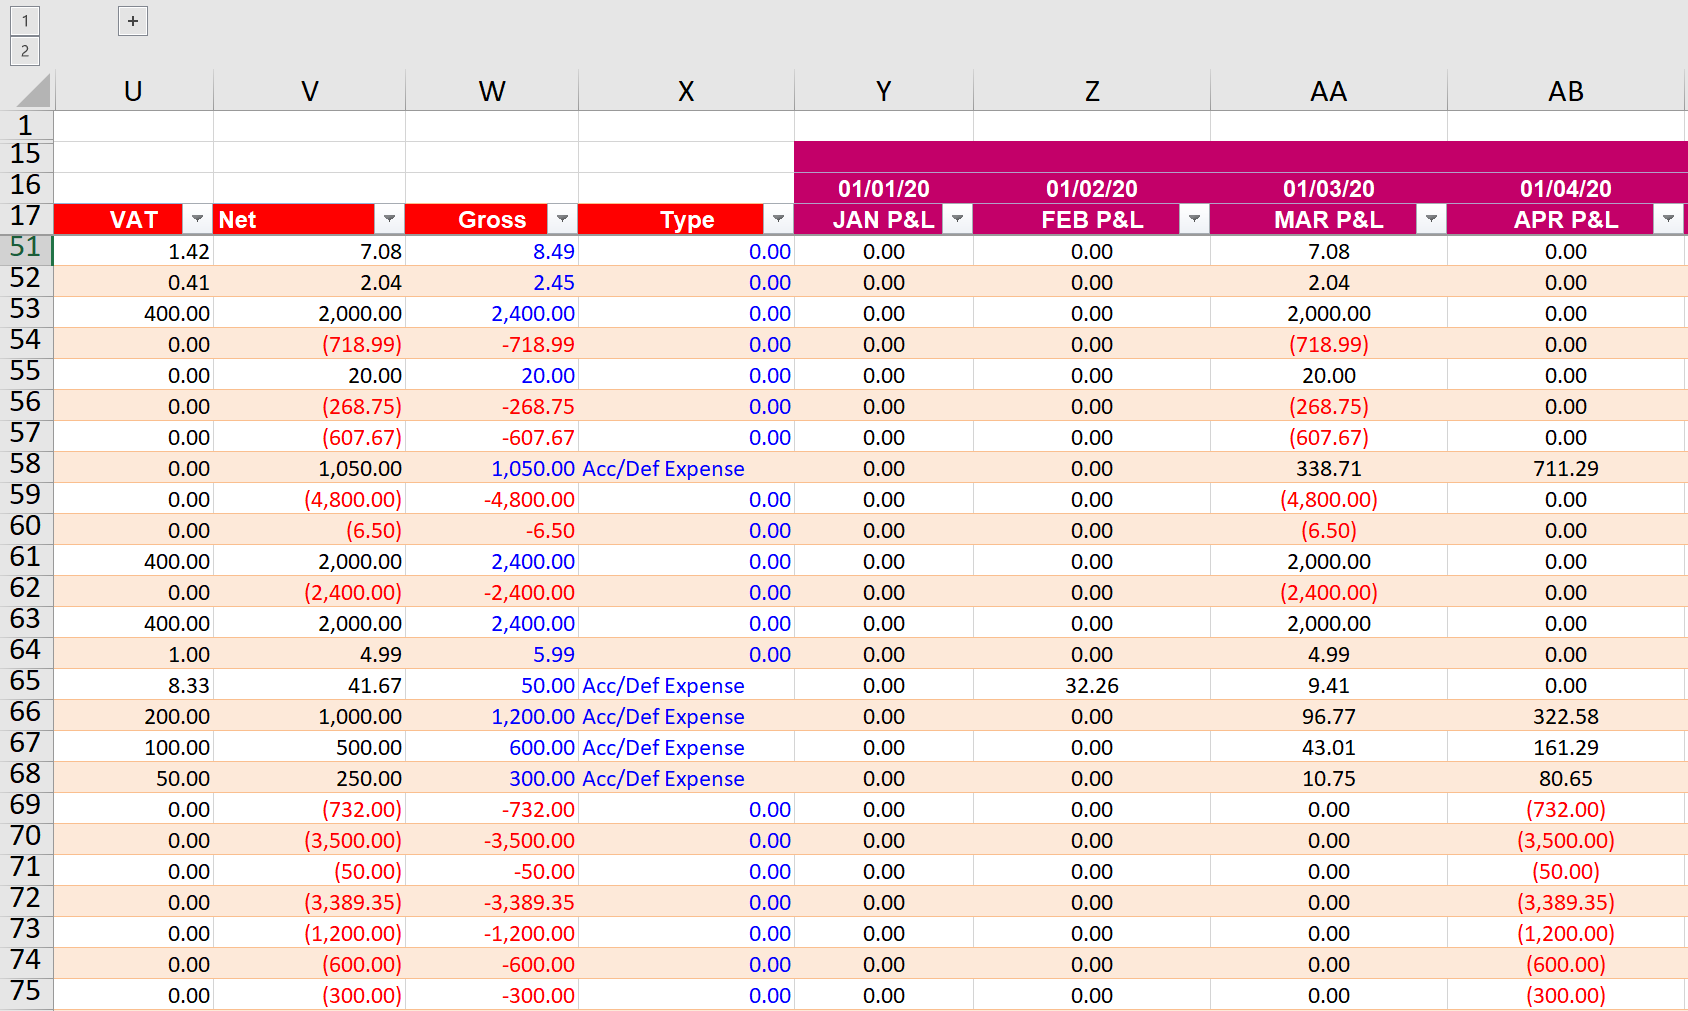 1 +
2
U V W X Y Z AA AB
1
15
16 01/01/20 01/02/20 01/03/20 01/04/20
17 VAT Net Gross Type JAN P&L FEB P&L MAR P&L APR P&L
51 1.42 7.08 8.49 0.00 0.00 0.00 7.08 0.00
52 0.41 2.04 2.45 0.00 0.00 0.00 2.04 0.00
53 400.00 2,000.00 2,400.00 0.00 0.00 0.00 2,000.00 0.00
54 0.00 (718.99) -718.99 0.00 0.00 0.00 (718.99) 0.00
55 0.00 20.00 20.00 0.00 0.00 0.00 20.00 0.00
56 0.00 (268.75) -268.75 0.00 0.00 0.00 (268.75) 0.00
57 0.00 (607.67) -607.67 0.00 0.00 0.00 (607.67) 0.00
58 0.00 1,050.00 1,050.00 Acc/Def Expense 0.00 0.00 338.71 711.29
59 0.00 (4,800.00) -4,800.00 0.00 0.00 0.00 (4,800.00) 0.00
60 0.00 (6.50) -6.50 0.00 0.00 0.00 (6.50) 0.00
61 400.00 2,000.00 2,400.00 0.00 0.00 0.00 2,000.00 0.00
62 0.00 (2,400.00) -2,400.00 0.00 0.00 0.00 (2,400.00) 0.00
63 400.00 2,000.00 2,400.00 0.00 0.00 0.00 2,000.00 0.00
64 1.00 4.99 5.99 0.00 0.00 0.00 4.99 0.00
65 8.33 41.67 50.00 Acc/Def Expense 0.00 32.26 9.41 0.00
66 200.00 1,000.00 1,200.00 Acc/Def Expense 0.00 0.00 96.77 322.58
67 100.00 500.00 600.00 Acc/Def Expense 0.00 0.00 43.01 161.29
68 50.00 250.00 300.00 Acc/Def Expense 0.00 0.00 10.75 80.65
69 0.00 (732.00) -732.00 0.00 0.00 0.00 0.00 (732.00)
70 0.00 (3,500.00) -3,500.00 0.00 0.00 0.00 0.00 (3,500.00)
71 0.00 (50.00) -50.00 0.00 0.00 0.00 0.00 (50.00)
72 0.00 (3,389.35) -3,389.35 0.00 0.00 0.00 0.00 (3,389.35)
73 0.00 (1,200.00) -1,200.00 0.00 0.00 0.00 0.00 (1,200.00)
74 0.00 (600.00) -600.00 0.00 0.00 0.00 0.00 (600.00)
75 0.00 (300.00) -300.00 0.00 0.00 0.00 0.00 (300.00)